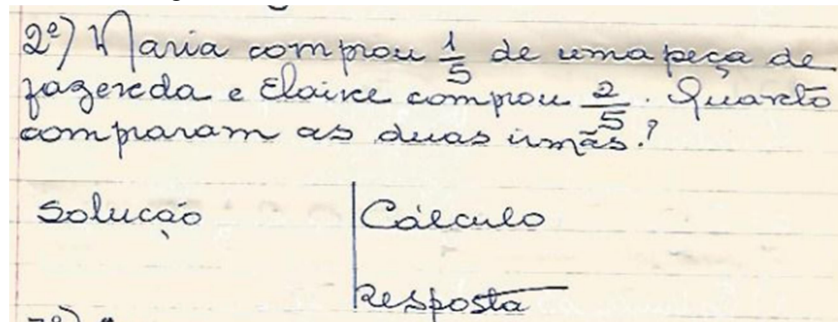 2º) Maria comprou 1/5 de uma peça de
fazenda e Elaine comprou 2/5. Quanto
compraram as duas irmãs?
Solução
Cálculo
Resposta